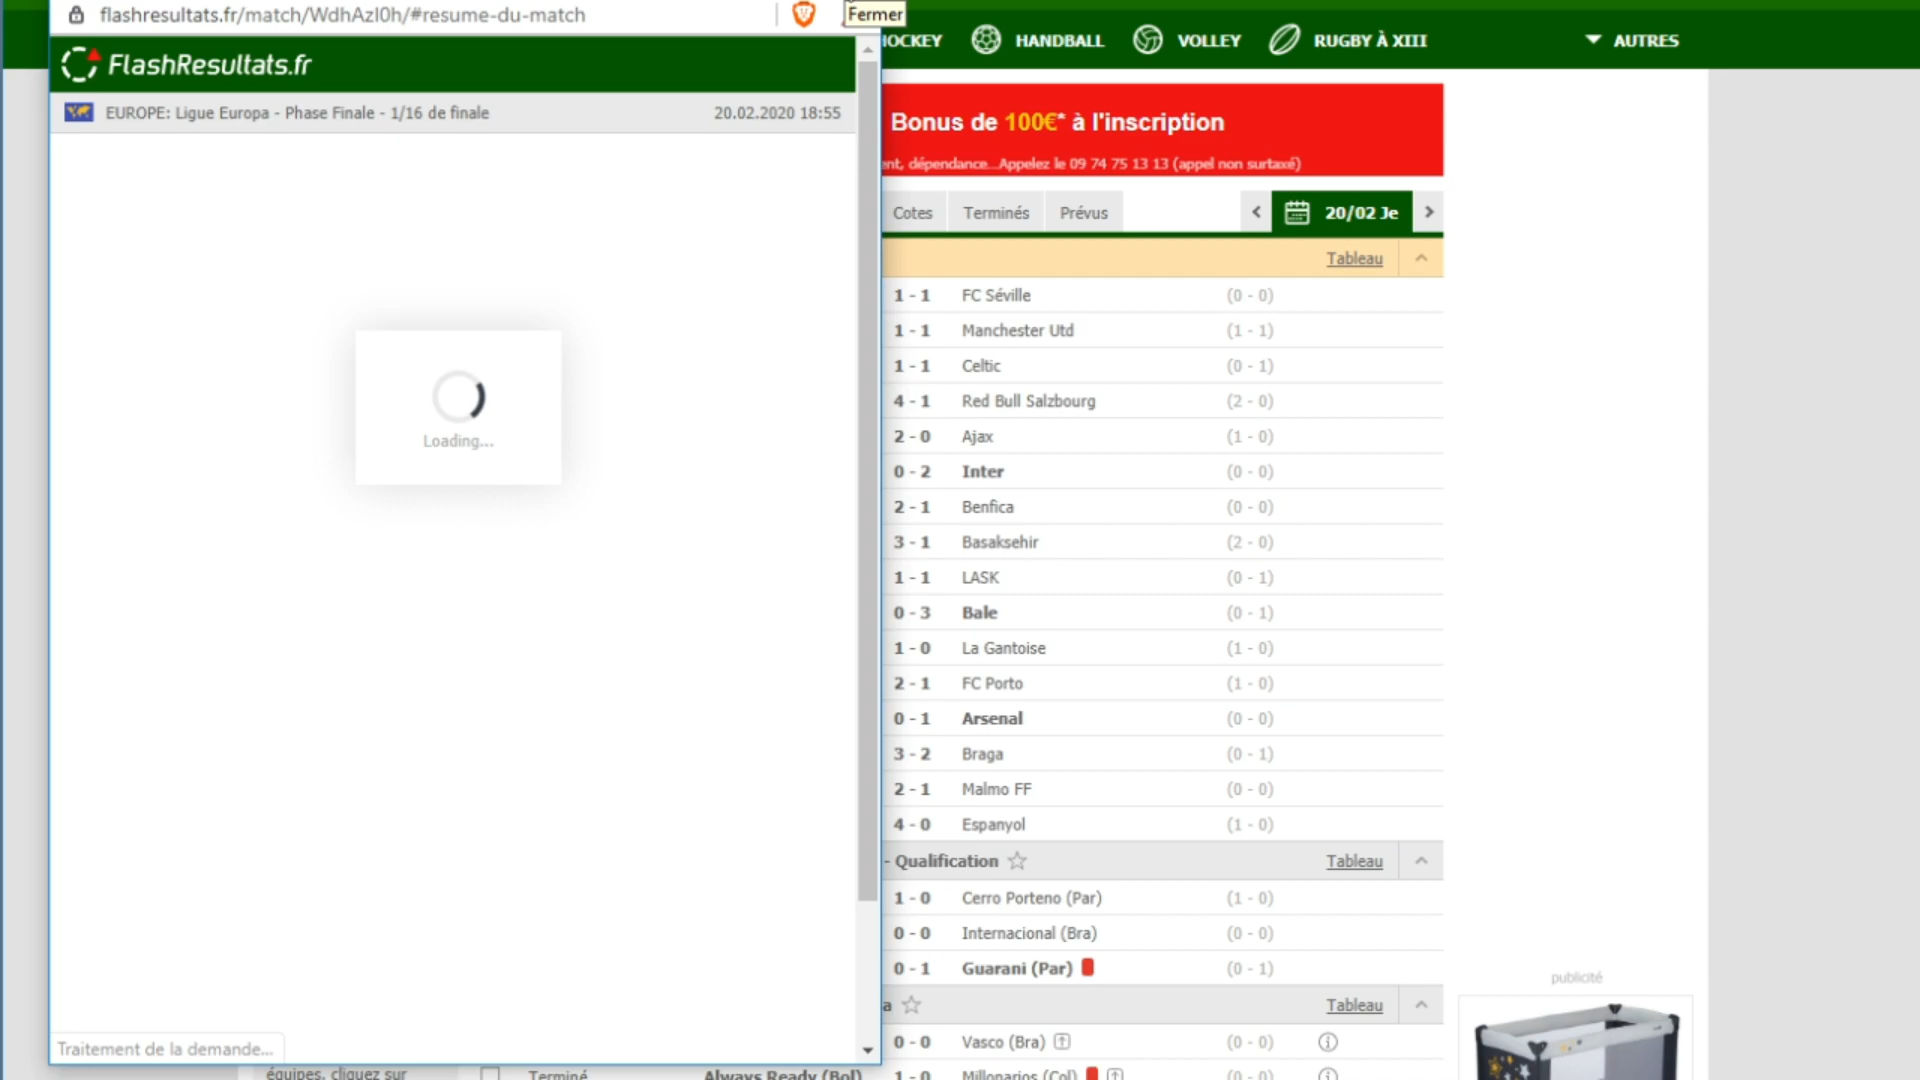 flashresultats.fr/match/WdhAzI0h/#resume-du-match
Fermer
HOCKEY
HANDBALL
VOLLEY
RUGBY À XIII
AUTRES
FlashResultats.fr
EUROPE: Ligue Europa - Phase Finale - 1/16 de finale
20.02.2020 18:55
Bonus de 100€* à l'inscription
ent, dépendance...Appelez le 09 74 75 13 13 (appel non surtaxé)
Cotes
Terminés
Prévus
20/02 Je
Tableau
1 - 1 FC Séville (0 - 0)
1 - 1 Manchester Utd (1 - 1)
1 - 1 Celtic (0 - 1)
4 - 1 Red Bull Salzbourg (2 - 0)
2 - 0 Ajax (1 - 0)
0 - 2 Inter (0 - 0)
2 - 1 Benfica (0 - 0)
3 - 1 Basaksehir (2 - 0)
1 - 1 LASK (0 - 1)
0 - 3 Bale (0 - 1)
1 - 0 La Gantoise (1 - 0)
2 - 1 FC Porto (1 - 0)
0 - 1 Arsenal (0 - 0)
3 - 2 Braga (0 - 1)
2 - 1 Malmo FF (0 - 0)
4 - 0 Espanyol (1 - 0)
- Qualification Tableau
1 - 0 Cerro Porteno (Par) (1 - 0)
0 - 0 Internacional (Bra) (0 - 0)
0 - 1 Guarani (Par) (0 - 1)
a Tableau
0 - 0 Vasco (Bra) (0 - 0)
équipes, cliquez sur
Terminé Always Ready (Bol) 1 - 0 Millonarios (Col) (0 - 0)
Loading...
Traitement de la demande...
publicité